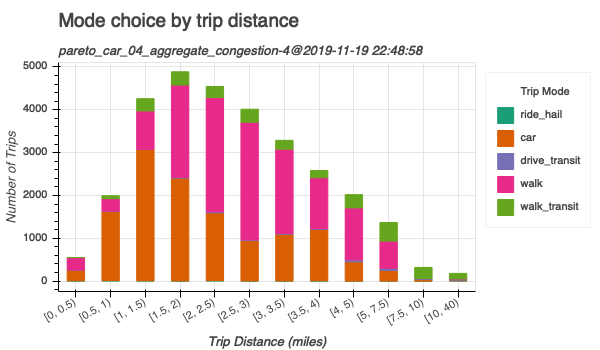 Mode choice by trip distance
pareto_car_04_aggregate_congestion-4@2019-11-19 22:48:58
Number of Trips
5000
4000
3000
2000
1000
0
[0, 0.5)
[0.5, 1)
[1, 1.5)
[1.5, 2)
[2, 2.5)
[2.5, 3)
[3, 3.5)
[3.5, 4)
[4, 5)
[5, 7.5)
[7.5, 10)
[10, 40)
Trip Distance (miles)
Trip Mode
ride_hail
car
drive_transit
walk
walk_transit